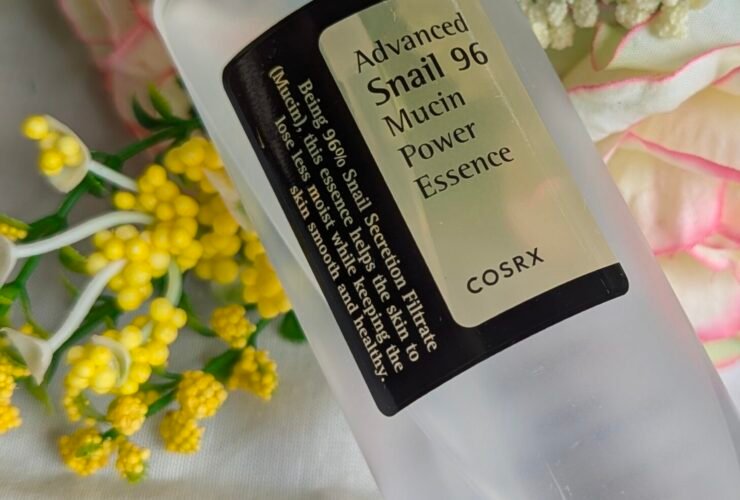 Advanced
Snail 96
Mucin
Power
Essence
COSRX
Being 96% Snail Secretion Filtrate
(Mucin), this essence helps the skin to
lose less moist while keeping the
skin smooth and healthy.